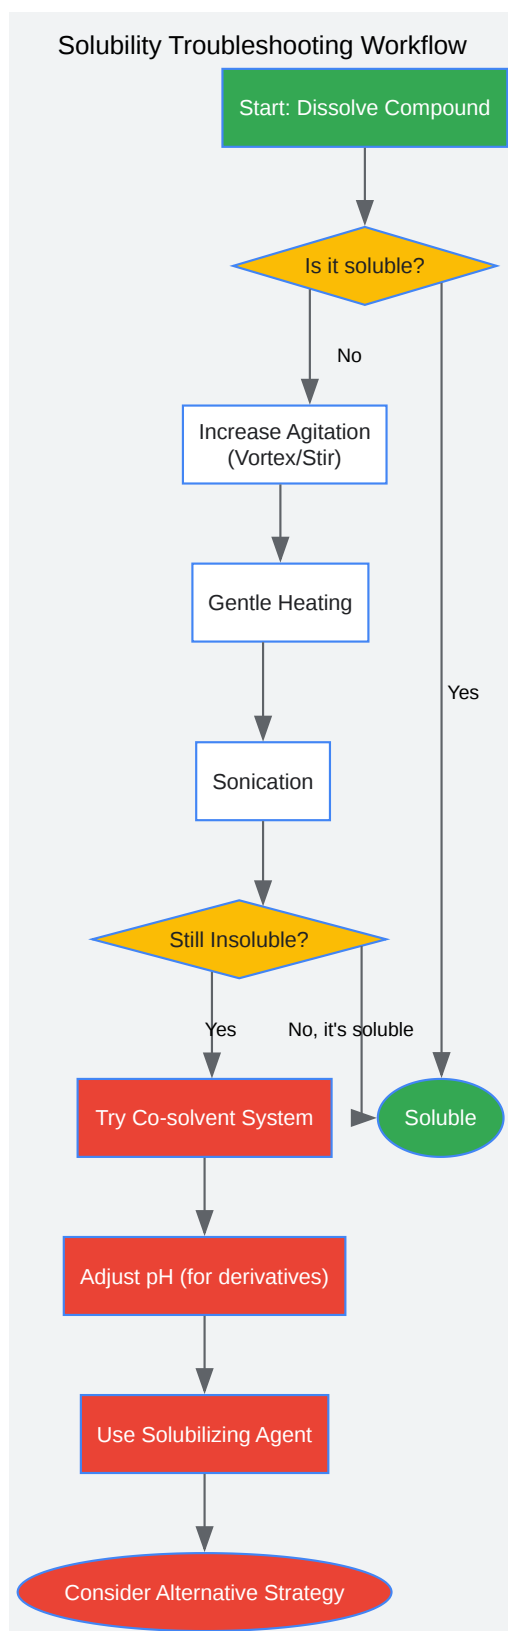 Solubility Troubleshooting Workflow
Start: Dissolve Compound
Is it soluble?
No
Increase Agitation
(Vortex/Stir)
Gentle Heating
Yes
Sonication
Still Insoluble?
Yes
No, it's soluble
Try Co-solvent System
Soluble
Adjust pH (for derivatives)
Use Solubilizing Agent
Consider Alternative Strategy